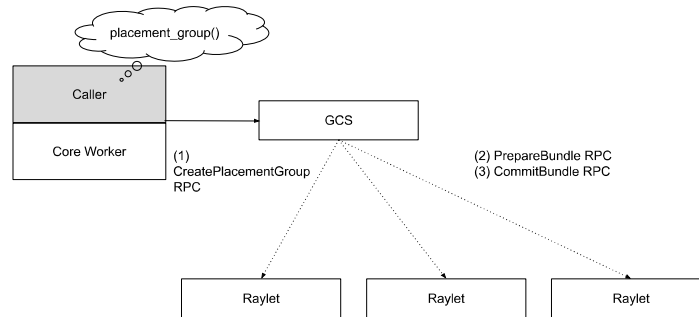 placement_group()
Caller
GCS
Core Worker
(1)
CreatePlacementGroup
RPC
(2) PrepareBundle RPC
(3) CommitBundle RPC
Raylet
Raylet
Raylet